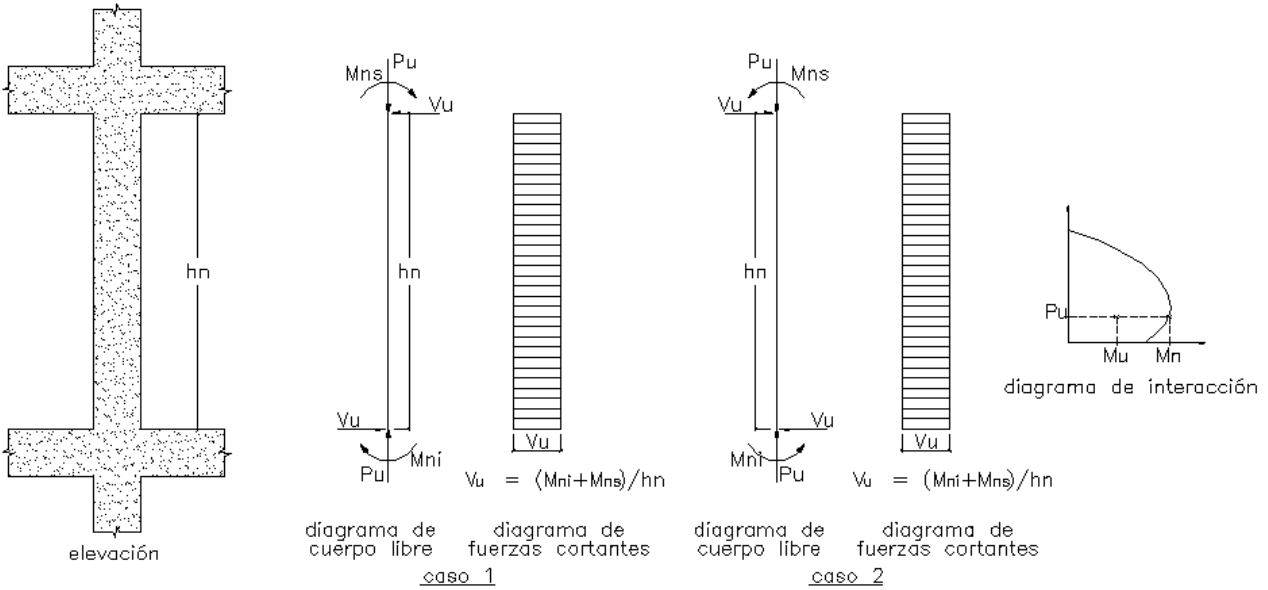 elevación
hn
Pu
Mns
Vu
hn
Vu
Mni
Pu
Vu
Vu = (Mni+Mns)/hn
diagrama de
cuerpo libre
diagrama de
fuerzas cortantes
caso 1
Pu
Mns
Vu
hn
Vu
Mni
Pu
Vu
Vu = (Mni+Mns)/hn
diagrama de
cuerpo libre
diagrama de
fuerzas cortantes
caso 2
Pu
Mu
Mn
diagrama de interacción